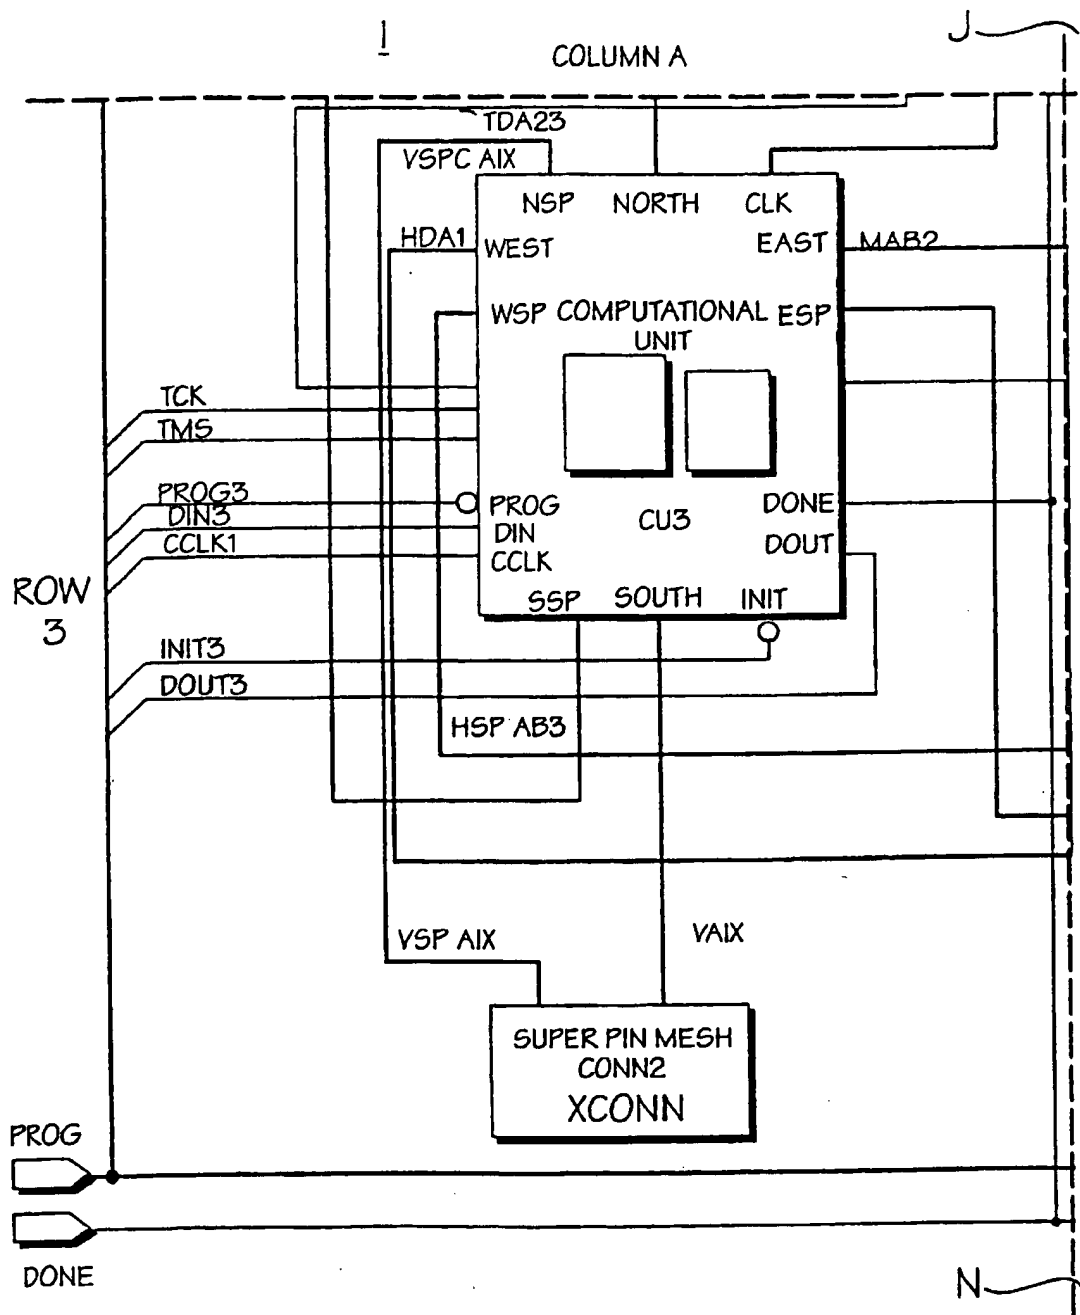 1
J
COLUMN A
TDA23
VSPC AIX
NSP NORTH CLK
HDA1 WEST EAST MAB2
WSP COMPUTATIONAL UNIT ESP
TCK
TMS
PROG3
DIN3
CCLK1
PROG
DIN
CCLK
CU3
DONE
DOUT
ROW
3
SSP SOUTH INIT
INIT3
DOUT3
HSP AB3
VSP AIX
VAIX
SUPER PIN MESH
CONN2
XCONN
PROG
DONE
N